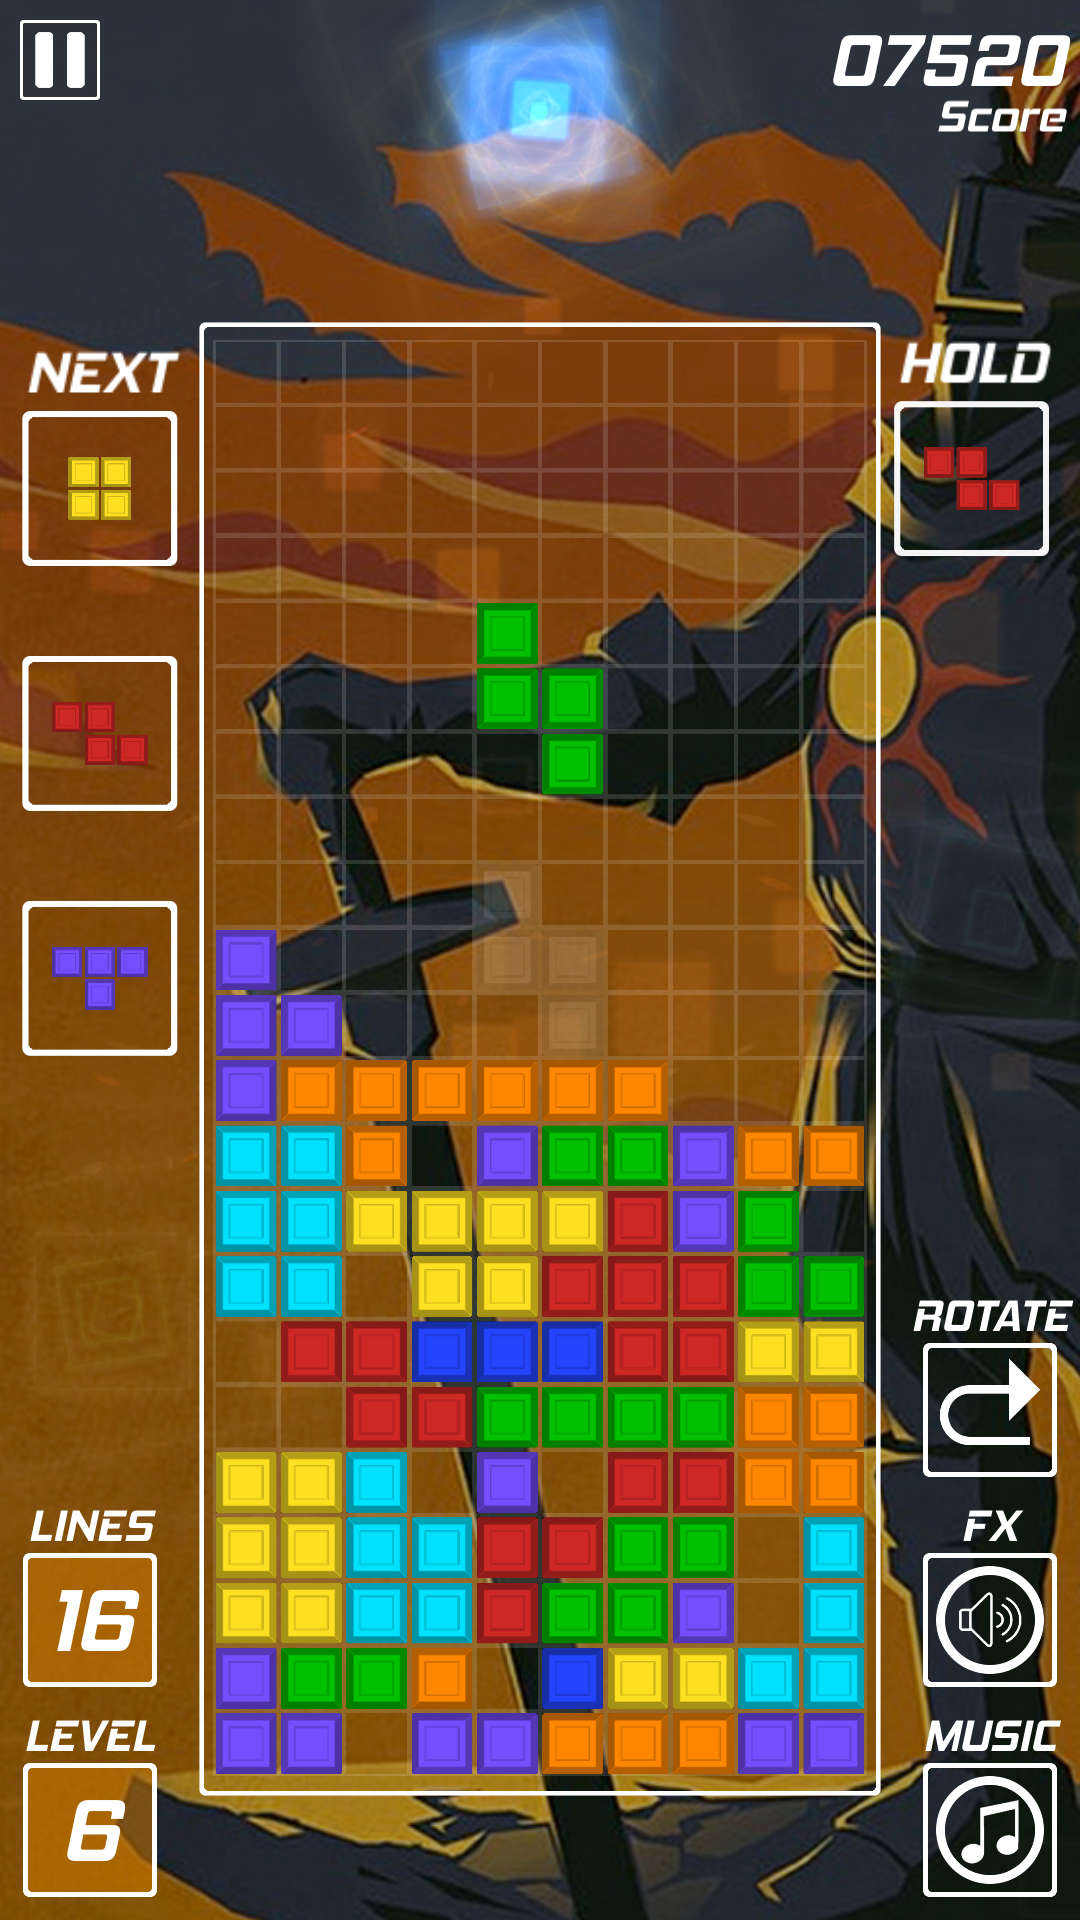 07520
Score
NEXT
HOLD
ROTATE
LINES
16
FX
LEVEL
6
MUSIC